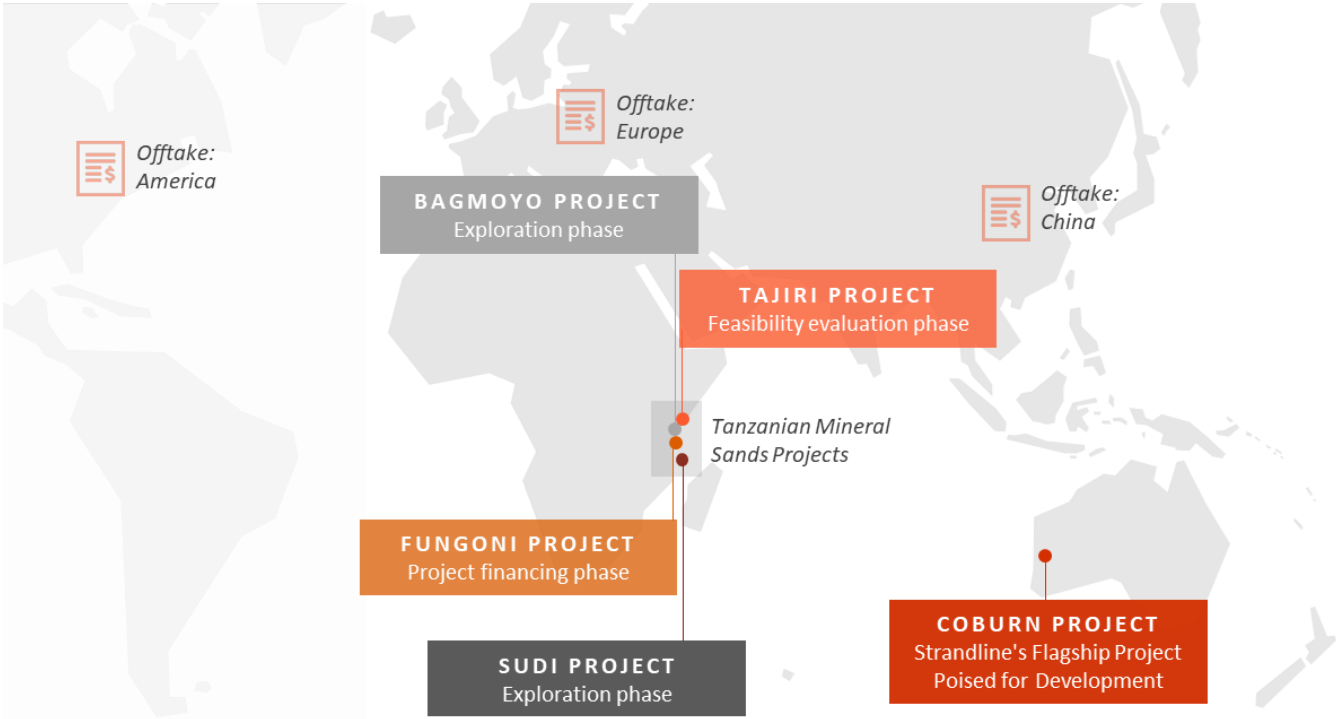 Offtake:
Europe
Offtake:
America
BAGMOYO PROJECT
Exploration phase
Offtake:
China
TAJIRI PROJECT
Feasibility evaluation phase
Tanzanian Mineral
Sands Projects
FUNGONI PROJECT
Project financing phase
COBURN PROJECT
Strandline's Flagship Project
Poised for Development
SUDI PROJECT
Exploration phase